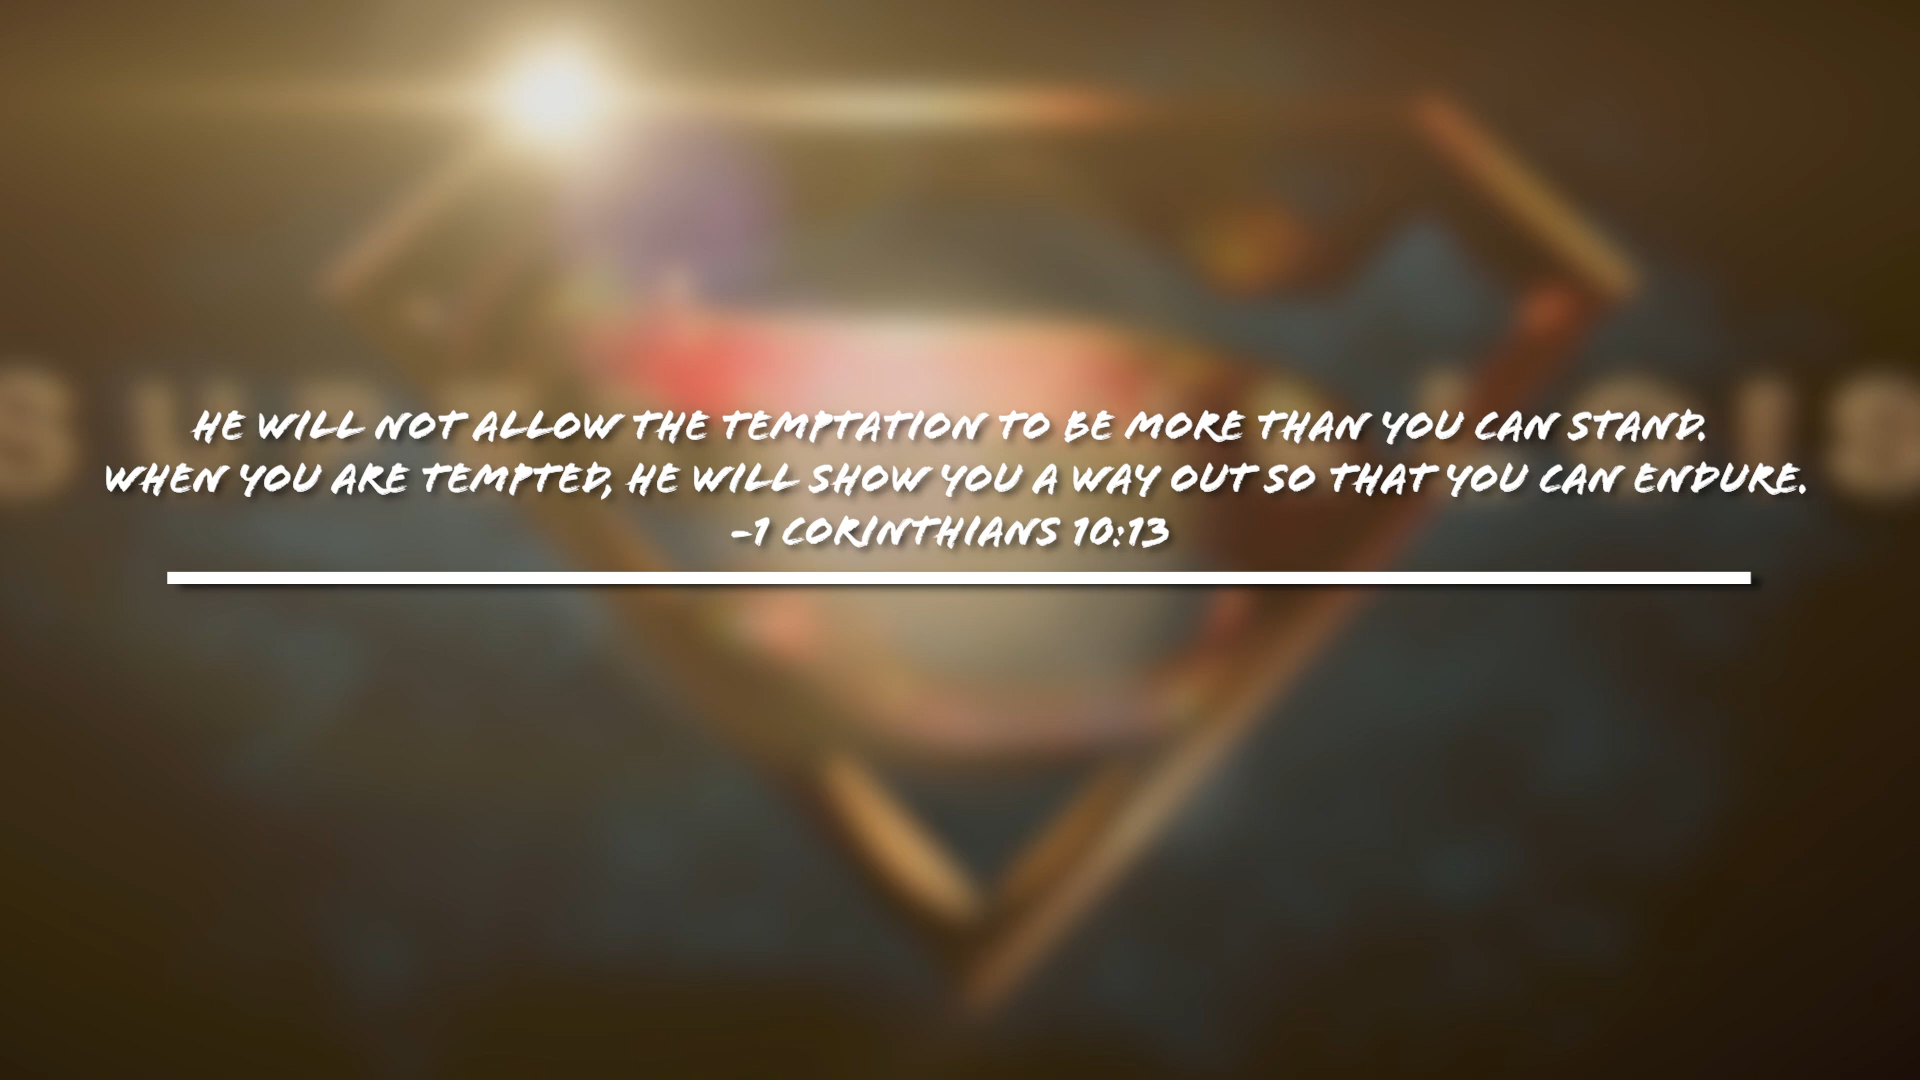 HE WILL NOT ALLOW THE TEMPTATION TO BE MORE THAN YOU CAN STAND.
WHEN YOU ARE TEMPTED, HE WILL SHOW YOU A WAY OUT SO THAT YOU CAN ENDURE.
-1 CORINTHIANS 10:13